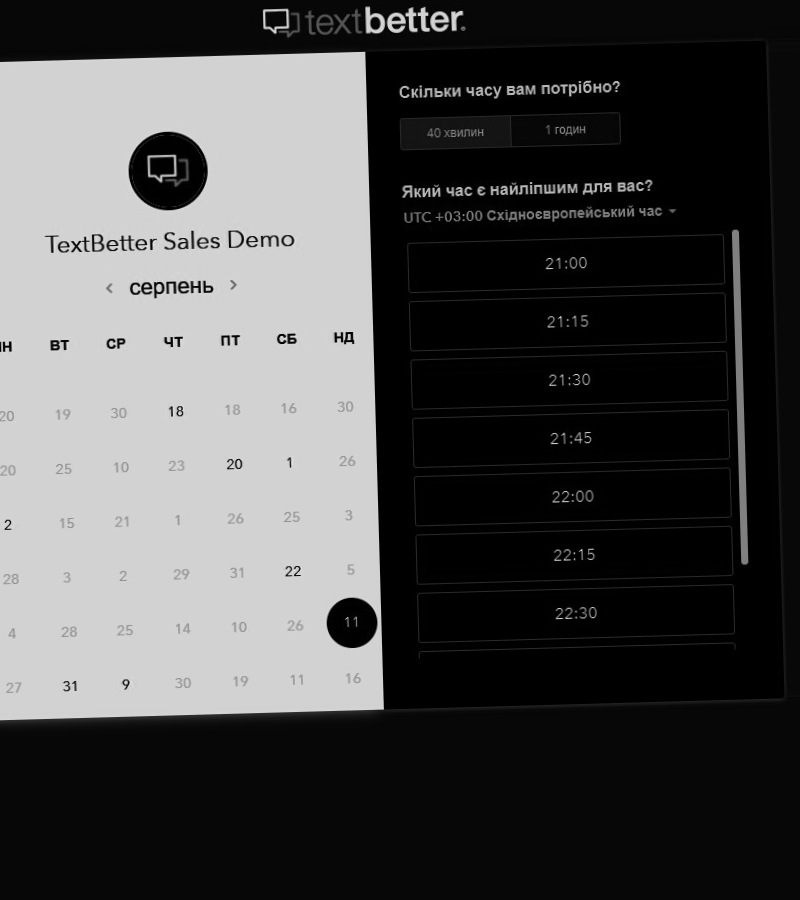 textbetter.
TextBetter Sales Demo
серпень
ВТ СР ЧТ ПТ СБ НД
20 19 30 18 18 16 30
20 25 10 23 20 1 26
2 15 21 1 26 25 3
28 3 2 29 31 22 5
4 28 25 14 10 26 11
27 31 9 30 19 11 16
Скільки часу вам потрібно?
40 хвилин 1 годин
Який час є найліпшим для вас?
UTC +03:00 Східноєвропейський час
21:00
21:15
21:30
21:45
22:00
22:15
22:30